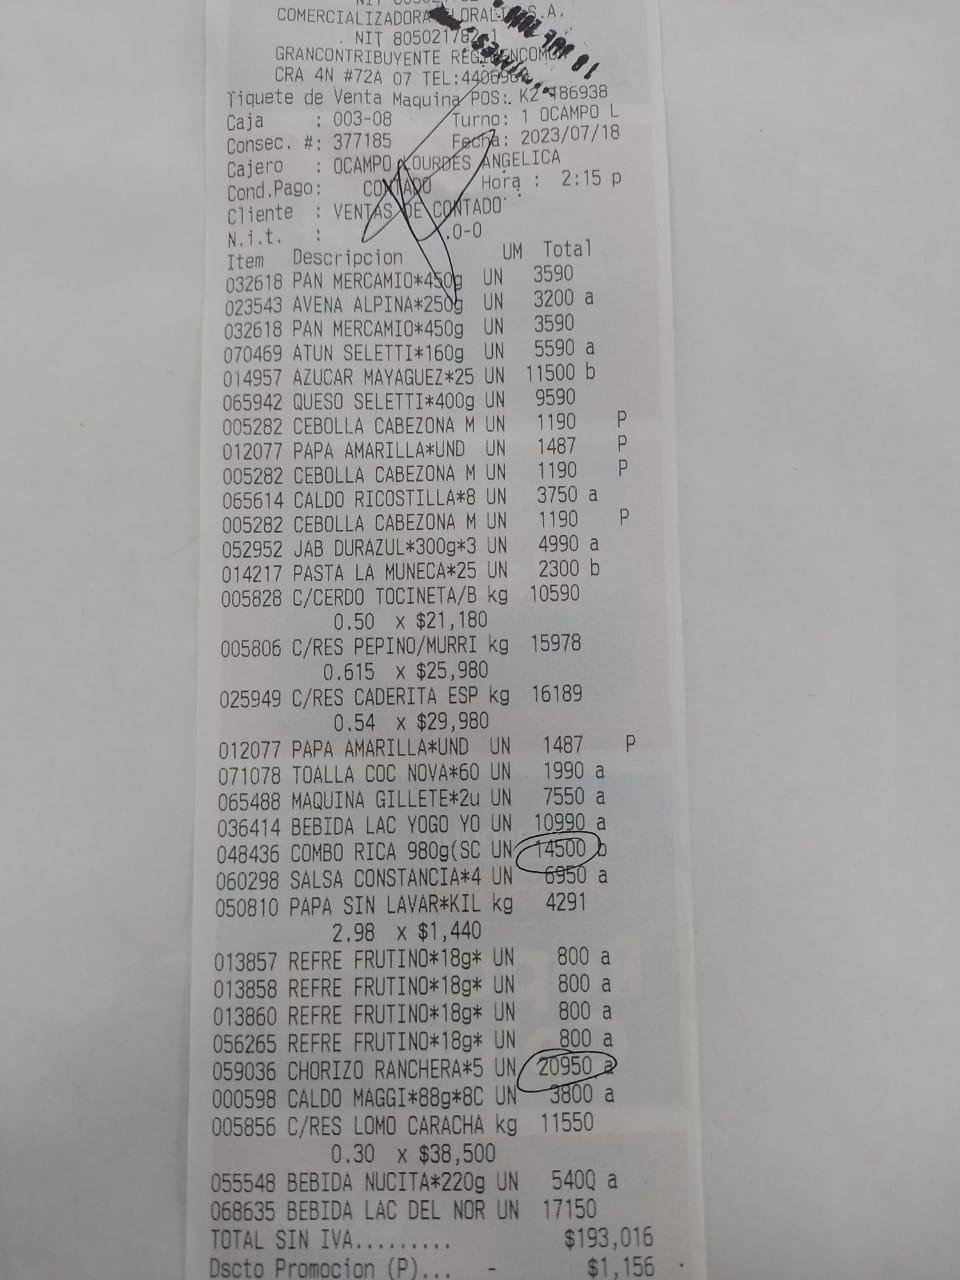 COMERCIALIZADORA FLORALIA S.A.
NIT 805021782-1
GRANCONTRIBUYENTE
CRA 4N #72A 07 TEL:
18 JUL 2023
Tiquete de Venta Maquina POS:. K2-186938
Caja : 003-08 Turno: 1 OCAMPO L
Consec. #: 377185 Fecha: 2023/07/18
Cajero : OCAMPO LOURDES ANGELICA
Cond.Pago: CONTADO Hora : 2:15 p
Cliente : VENTAS DE CONTADO
N.i.t. : .0-0
Item Descripcion UM Total
032618 PAN MERCAMIO*450g UN 3590
023543 AVENA ALPINA*250g UN 3200 a
032618 PAN MERCAMIO*450g UN 3590
070469 ATUN SELETTI*160g UN 5590 a
014957 AZUCAR MAYAGUEZ*25 UN 11500 b
065942 QUESO SELETTI*400g UN 9590
005282 CEBOLLA CABEZONA M UN 1190 P
012077 PAPA AMARILLA*UND UN 1487 P
005282 CEBOLLA CABEZONA M UN 1190 P
065614 CALDO RICOSTILLA*8 UN 3750 a
005282 CEBOLLA CABEZONA M UN 1190 P
052952 JAB DURAZUL*300g*3 UN 4990 a
014217 PASTA LA MUNECA*25 UN 2300 b
005828 C/CERDO TOCINETA/B kg 10590
0.50 x $21,180
005806 C/RES PEPINO/MURRI kg 15978
0.615 x $25,980
025949 C/RES CADERITA ESP kg 16189
0.54 x $29,980
012077 PAPA AMARILLA*UND UN 1487 P
071078 TOALLA COC NOVA*60 UN 1990 a
065488 MAQUINA GILLETE*2u UN 7550 a
036414 BEBIDA LAC YOGO YO UN 10990 a
048436 COMBO RICA 980g(SC UN 14500 b
060298 SALSA CONSTANCIA*4 UN 6950 a
050810 PAPA SIN LAVAR*KIL kg 4291
2.98 x $1,440
013857 REFRE FRUTINO*18g* UN 800 a
013858 REFRE FRUTINO*18g* UN 800 a
013860 REFRE FRUTINO*18g* UN 800 a
056265 REFRE FRUTINO*18g* UN 800 a
059036 CHORIZO RANCHERA*5 UN 20950 a
000598 CALDO MAGGI*88g*8C UN 3800 a
005856 C/RES LOMO CARACHA kg 11550
0.30 x $38,500
055548 BEBIDA NUCITA*220g UN 5400 a
068635 BEBIDA LAC DEL NOR UN 17150
TOTAL SIN IVA......... $193,016
Dscto Promocion (P)... - $1,156